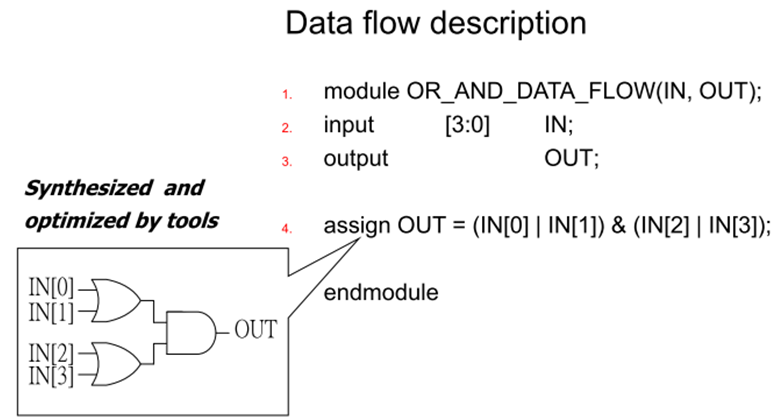 Data flow description
1. module OR_AND_DATA_FLOW(IN, OUT);
2. input [3:0] IN;
3. output OUT;
Synthesized and
optimized by tools
4. assign OUT = (IN[0] | IN[1]) & (IN[2] | IN[3]);
endmodule
IN[0]
IN[1]
OUT
IN[2]
IN[3]